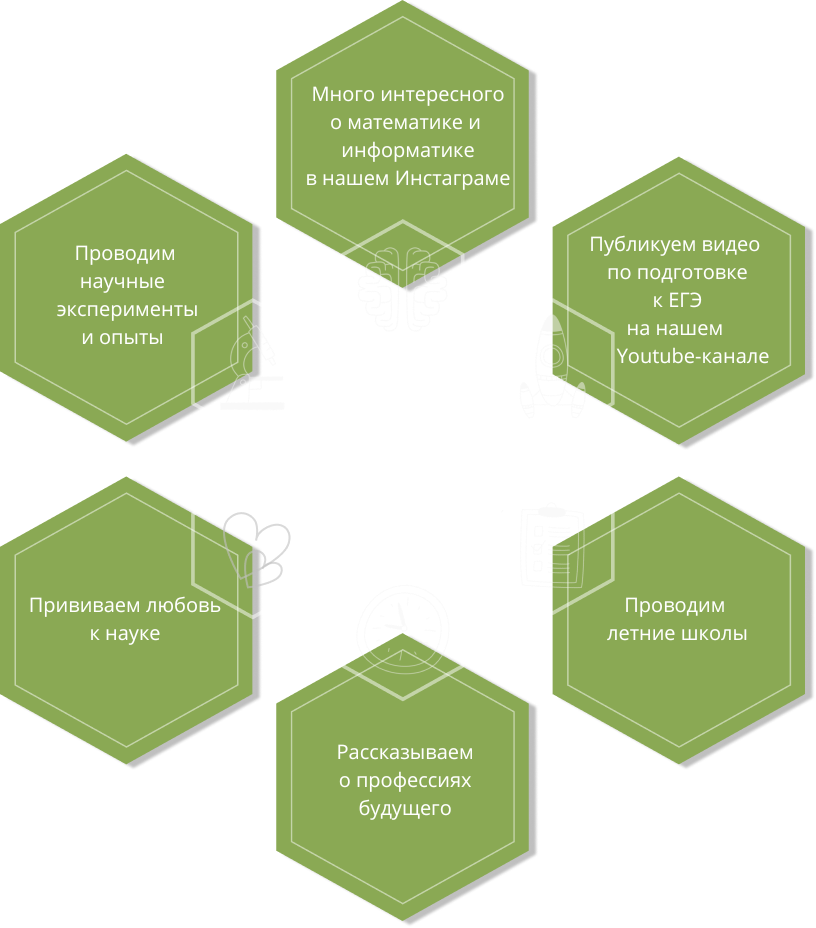 Много интересного
о математике и
информатике
в нашем Инстаграме
Проводим
научные
эксперименты
и опыты
Публикуем видео
по подготовке
к ЕГЭ
на нашем
Youtube-канале
Прививаем любовь
к науке
Проводим
летние школы
Рассказываем
о профессиях
будущего